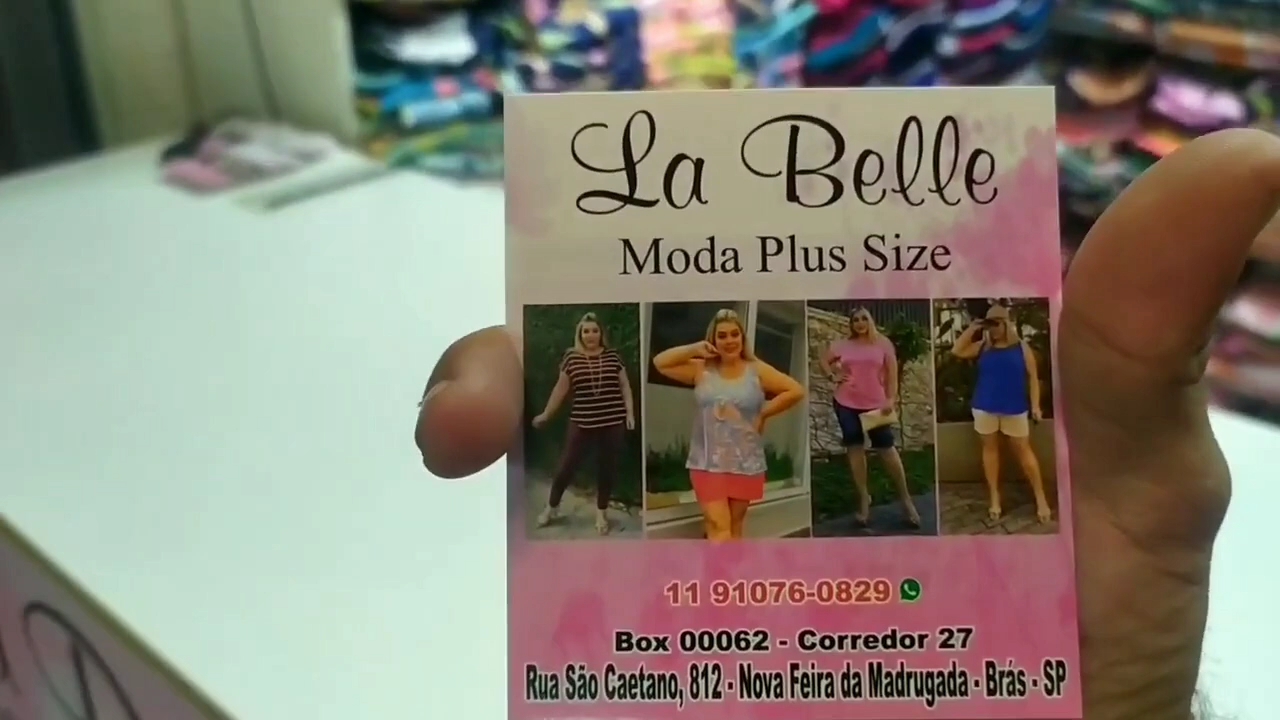 La Belle
Moda Plus Size
11 91076-0829
Box 00062 - Corredor 27
Rua São Caetano, 812 - Nova Feira da Madrugada - Brás - SP